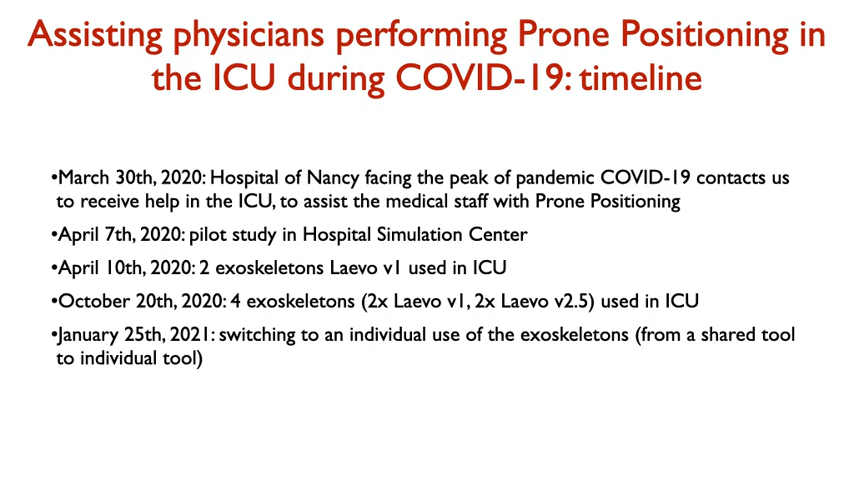 Assisting physicians performing Prone Positioning in
the ICU during COVID-19: timeline
•March 30th, 2020: Hospital of Nancy facing the peak of pandemic COVID-19 contacts us
to receive help in the ICU, to assist the medical staff with Prone Positioning
•April 7th, 2020: pilot study in Hospital Simulation Center
•April 10th, 2020: 2 exoskeletons Laevo v1 used in ICU
•October 20th, 2020: 4 exoskeletons (2x Laevo v1, 2x Laevo v2.5) used in ICU
•January 25th, 2021: switching to an individual use of the exoskeletons (from a shared tool
to individual tool)